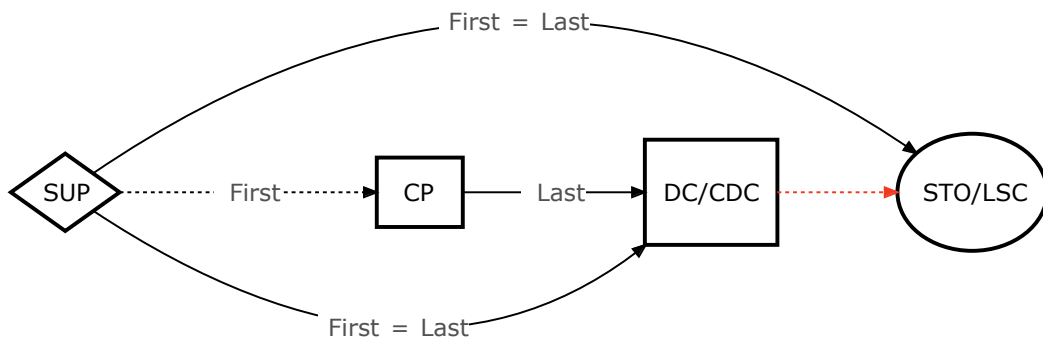 First = Last
SUP
First
CP
Last
DC/CDC
STO/LSC
First = Last